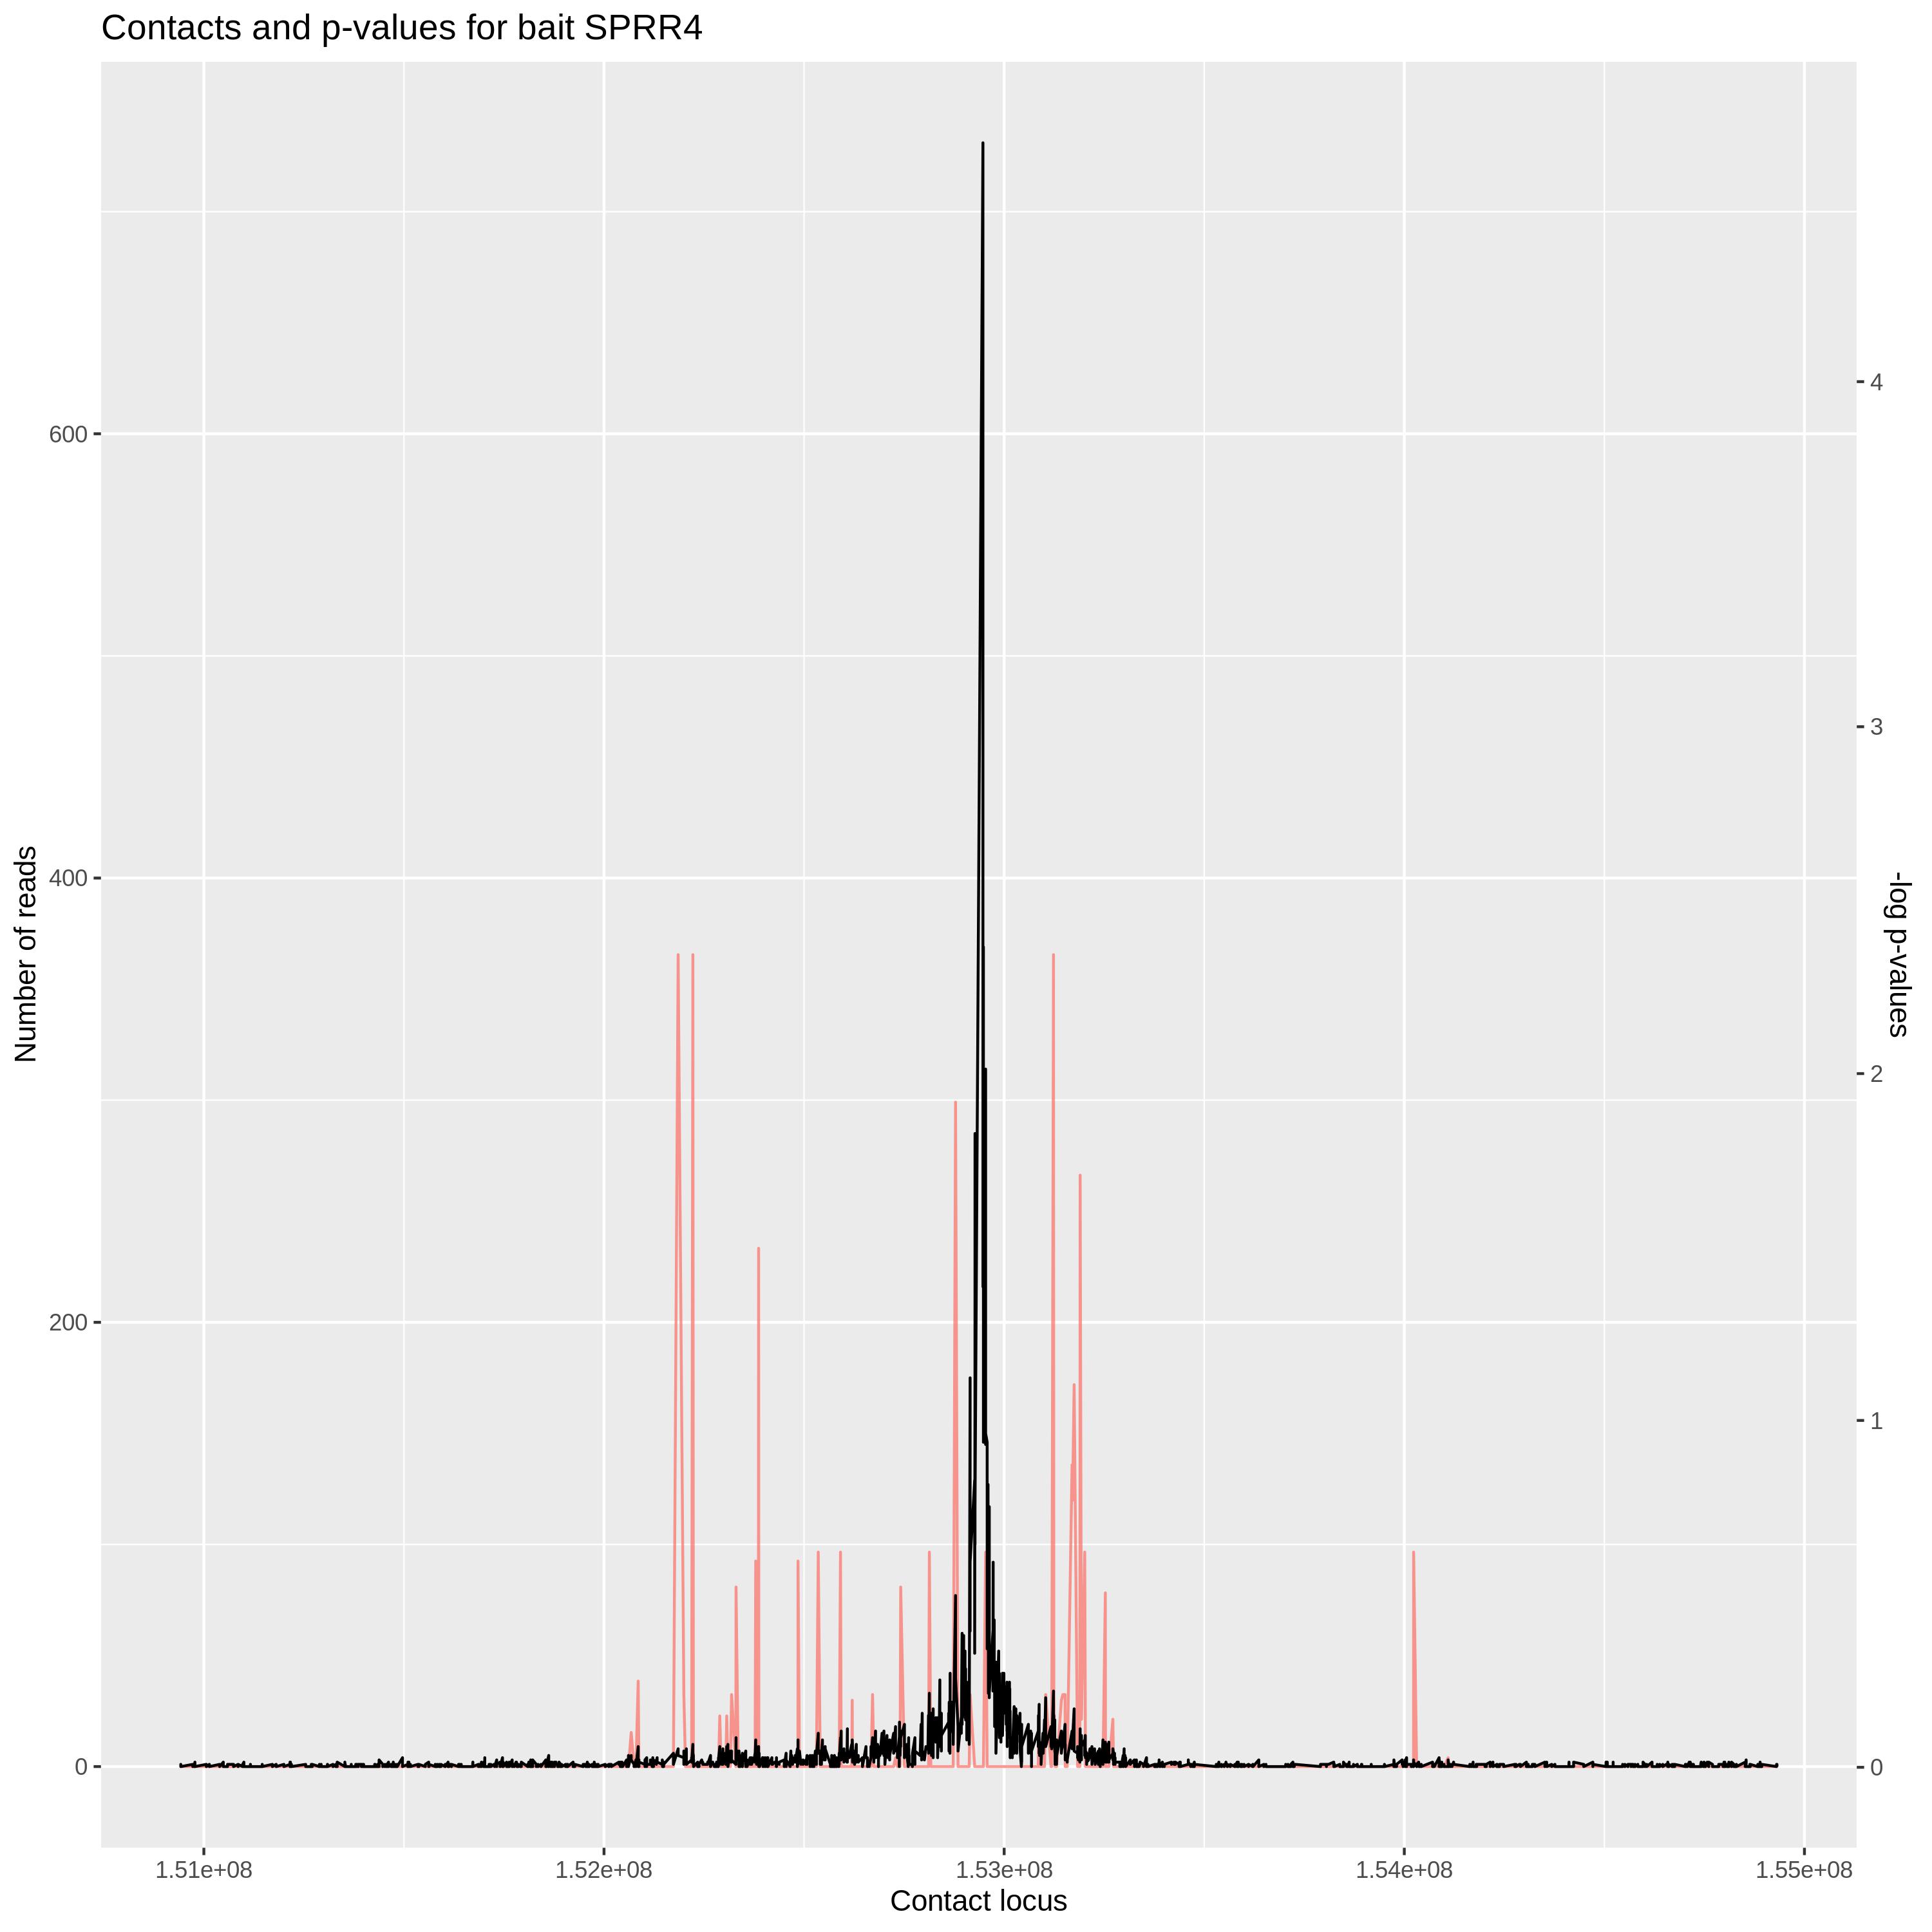 Contacts and p-values for bait SPRR4
Number of reads
600
400
200
0
-log p-values
4
3
2
1
0
1.51e+08
1.52e+08
1.53e+08
1.54e+08
1.55e+08
Contact locus